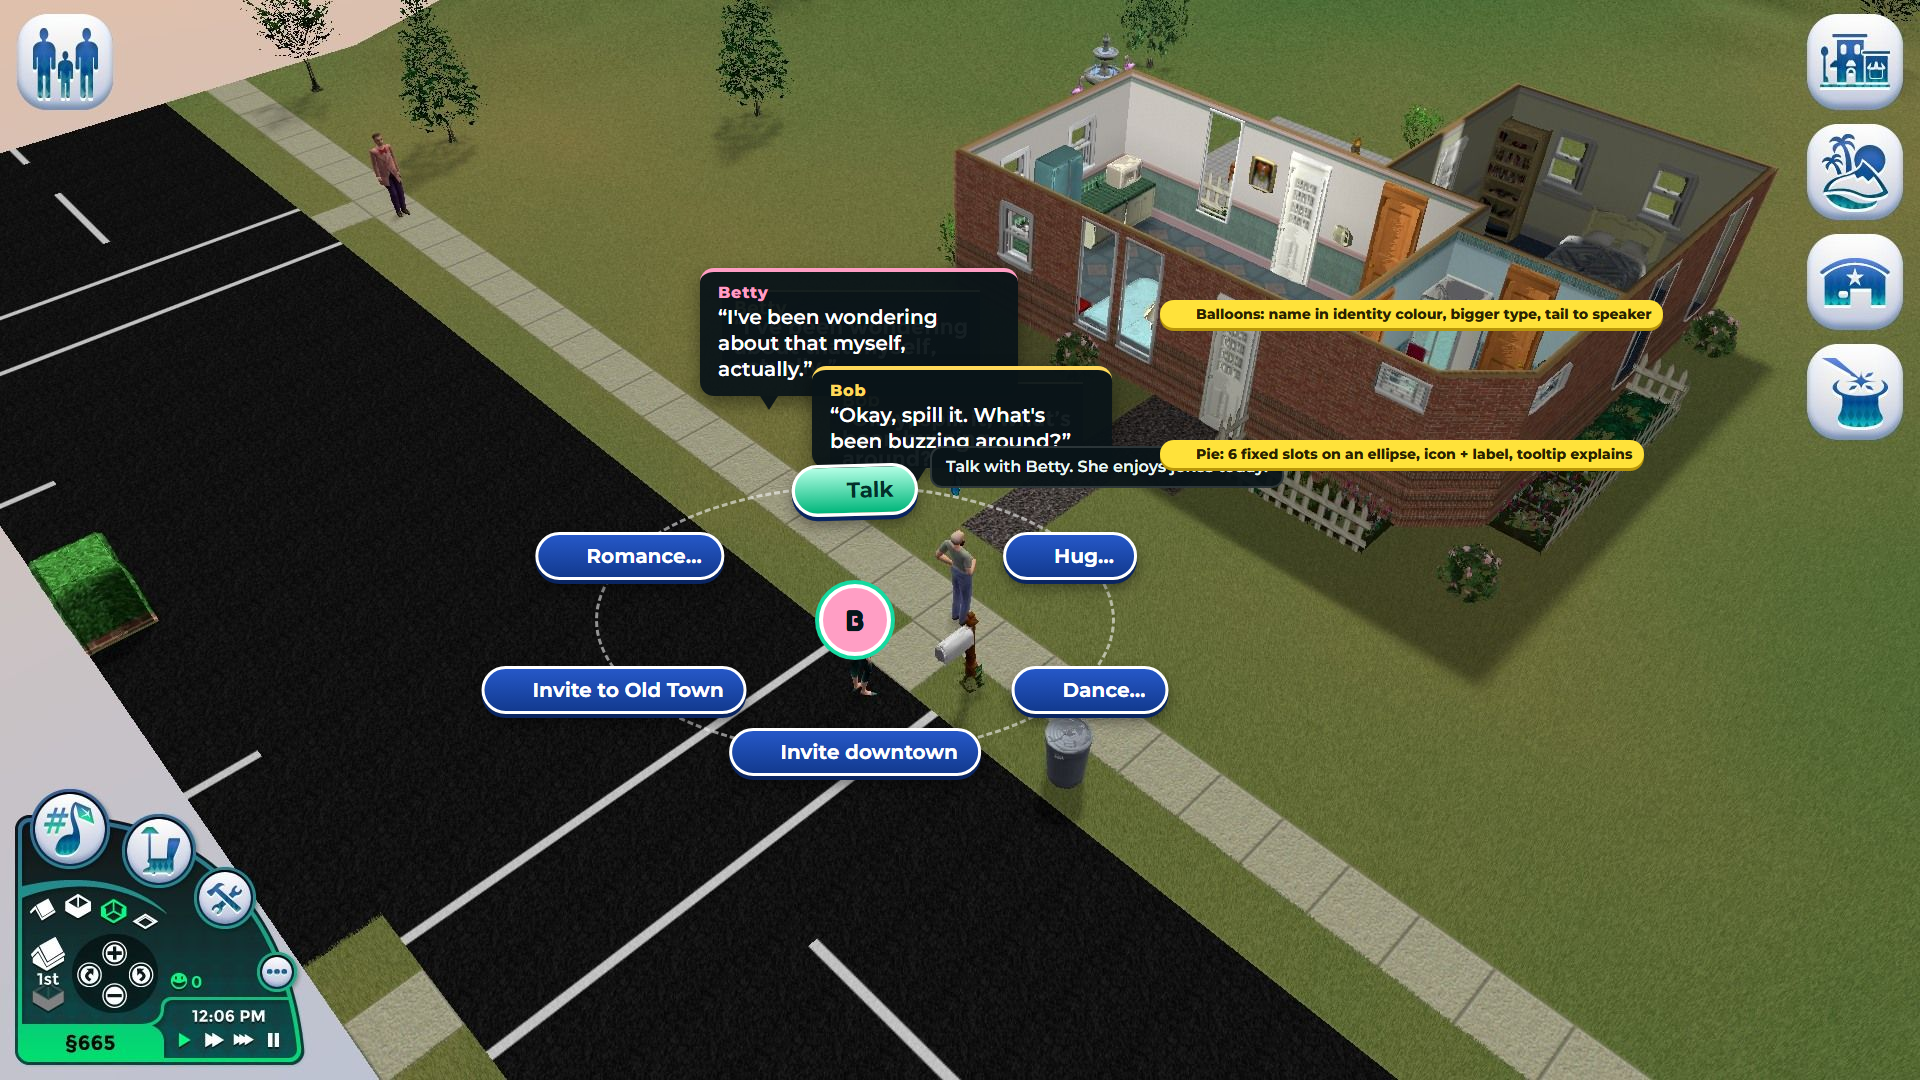 Betty
“I've been wondering
about that myself,
actually.”
Balloons: name in identity colour, bigger type, tail to speaker
Bob
“Okay, spill it. What's
been buzzing around?”
Pie: 6 fixed slots on an ellipse, icon + label, tooltip explains
Talk with Betty. She enjoys jokes today.
Talk
Romance...
Hug...
B
Invite to Old Town
Dance...
Invite downtown
#
1st
0
12:06 PM
§665